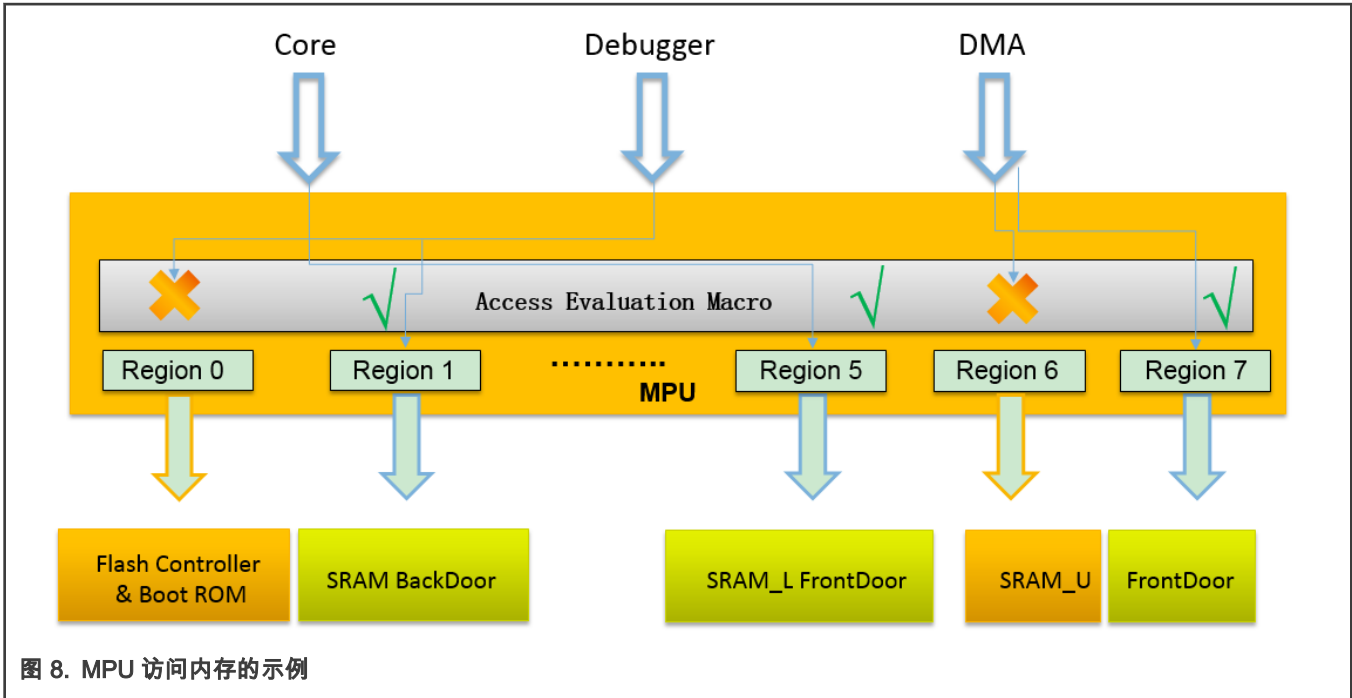 Core
Debugger
DMA
Access Evaluation Macro
Region 0
Region 1
...........
Region 5
Region 6
Region 7
MPU
Flash Controller
& Boot ROM
SRAM BackDoor
SRAM_L FrontDoor
SRAM_U
FrontDoor
图 8. MPU 访问内存的示例